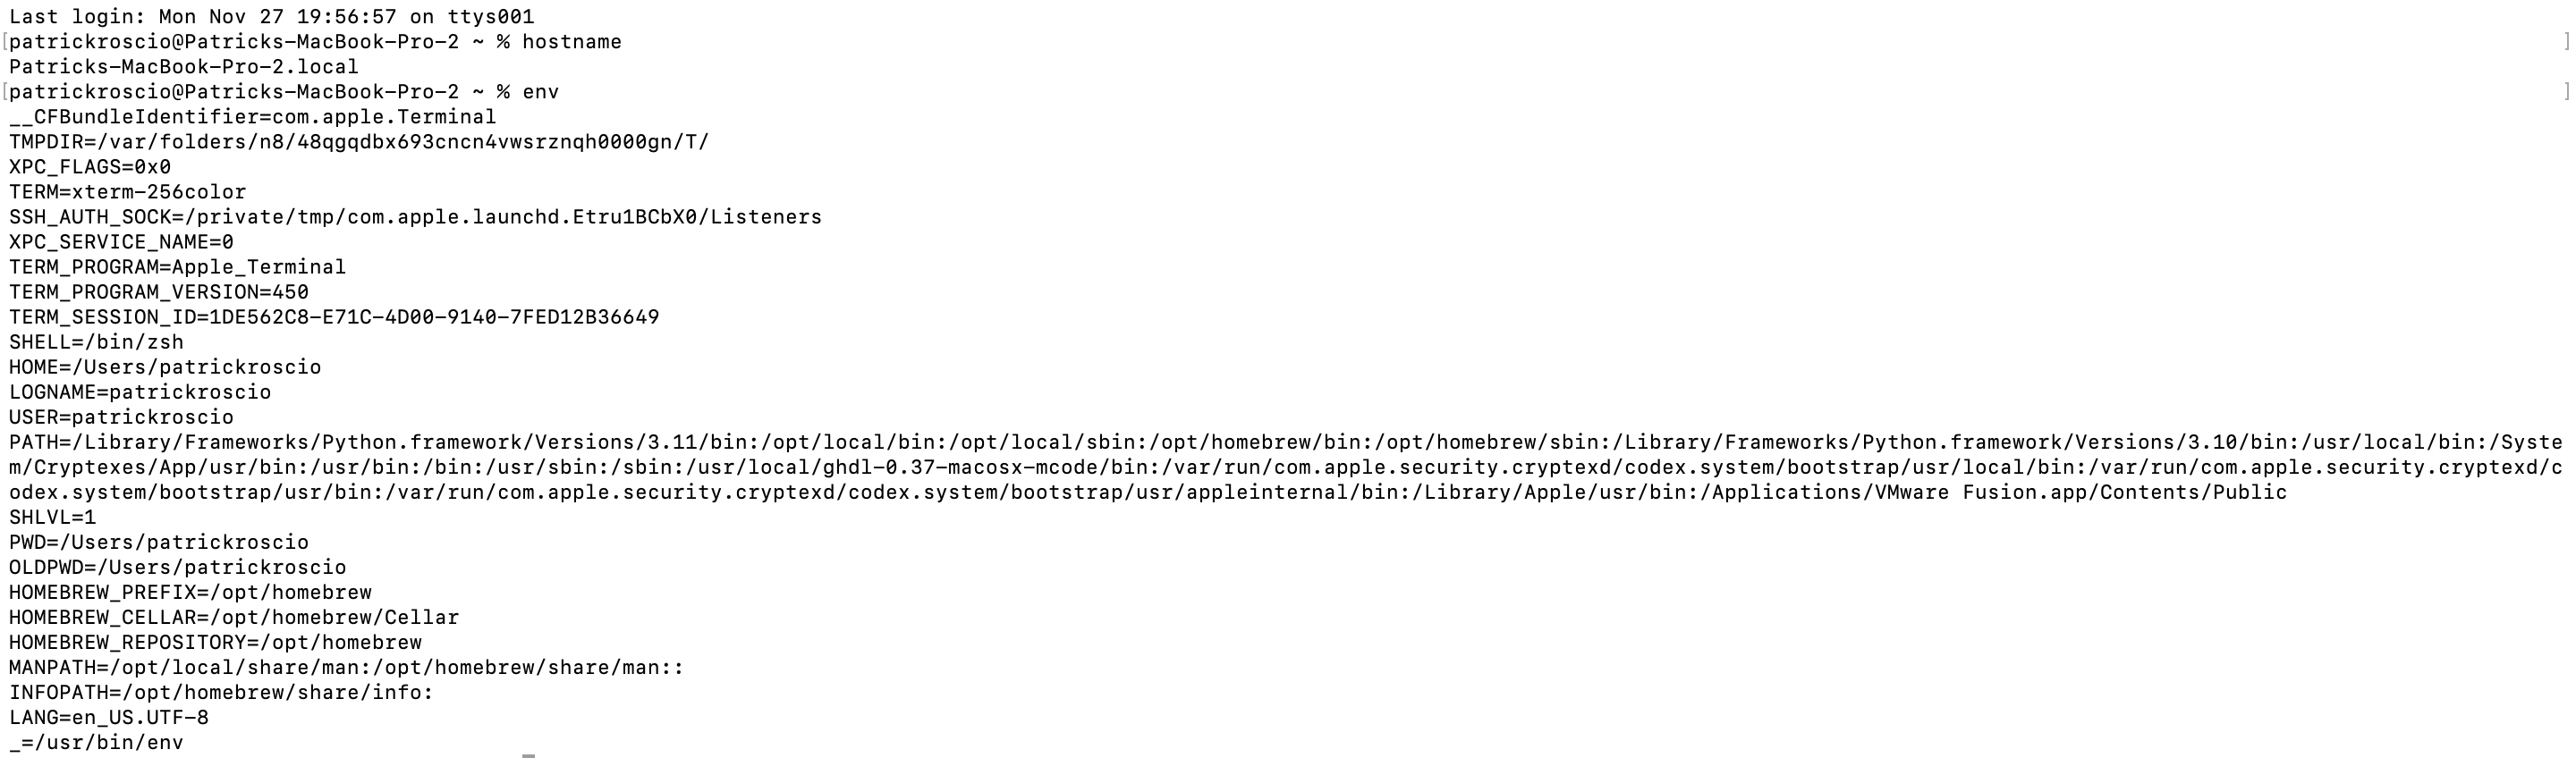 Last login: Mon Nov 27 19:56:57 on ttys001
[patrickroscio@Patricks-MacBook-Pro-2 ~ % hostname ]
Patricks-MacBook-Pro-2.local
[patrickroscio@Patricks-MacBook-Pro-2 ~ % env ]
__CFBundleIdentifier=com.apple.Terminal
TMPDIR=/var/folders/n8/48qgqdbx693cncn4vwsrznqh0000gn/T/
XPC_FLAGS=0x0
TERM=xterm-256color
SSH_AUTH_SOCK=/private/tmp/com.apple.launchd.Etru1BCbX0/Listeners
XPC_SERVICE_NAME=0
TERM_PROGRAM=Apple_Terminal
TERM_PROGRAM_VERSION=450
TERM_SESSION_ID=1DE562C8-E71C-4D00-9140-7FED12B36649
SHELL=/bin/zsh
HOME=/Users/patrickroscio
LOGNAME=patrickroscio
USER=patrickroscio
PATH=/Library/Frameworks/Python.framework/Versions/3.11/bin:/opt/local/bin:/opt/local/sbin:/opt/homebrew/bin:/opt/homebrew/sbin:/Library/Frameworks/Python.framework/Versions/3.10/bin:/usr/local/bin:/Syste
m/Cryptexes/App/usr/bin:/usr/bin:/bin:/usr/sbin:/sbin:/usr/local/ghdl-0.37-macosx-mcode/bin:/var/run/com.apple.security.cryptexd/codex.system/bootstrap/usr/local/bin:/var/run/com.apple.security.cryptexd/c
odex.system/bootstrap/usr/bin:/var/run/com.apple.security.cryptexd/codex.system/bootstrap/usr/appleinternal/bin:/Library/Apple/usr/bin:/Applications/VMware Fusion.app/Contents/Public
SHLVL=1
PWD=/Users/patrickroscio
OLDPWD=/Users/patrickroscio
HOMEBREW_PREFIX=/opt/homebrew
HOMEBREW_CELLAR=/opt/homebrew/Cellar
HOMEBREW_REPOSITORY=/opt/homebrew
MANPATH=/opt/local/share/man:/opt/homebrew/share/man::
INFOPATH=/opt/homebrew/share/info:
LANG=en_US.UTF-8
_=/usr/bin/env